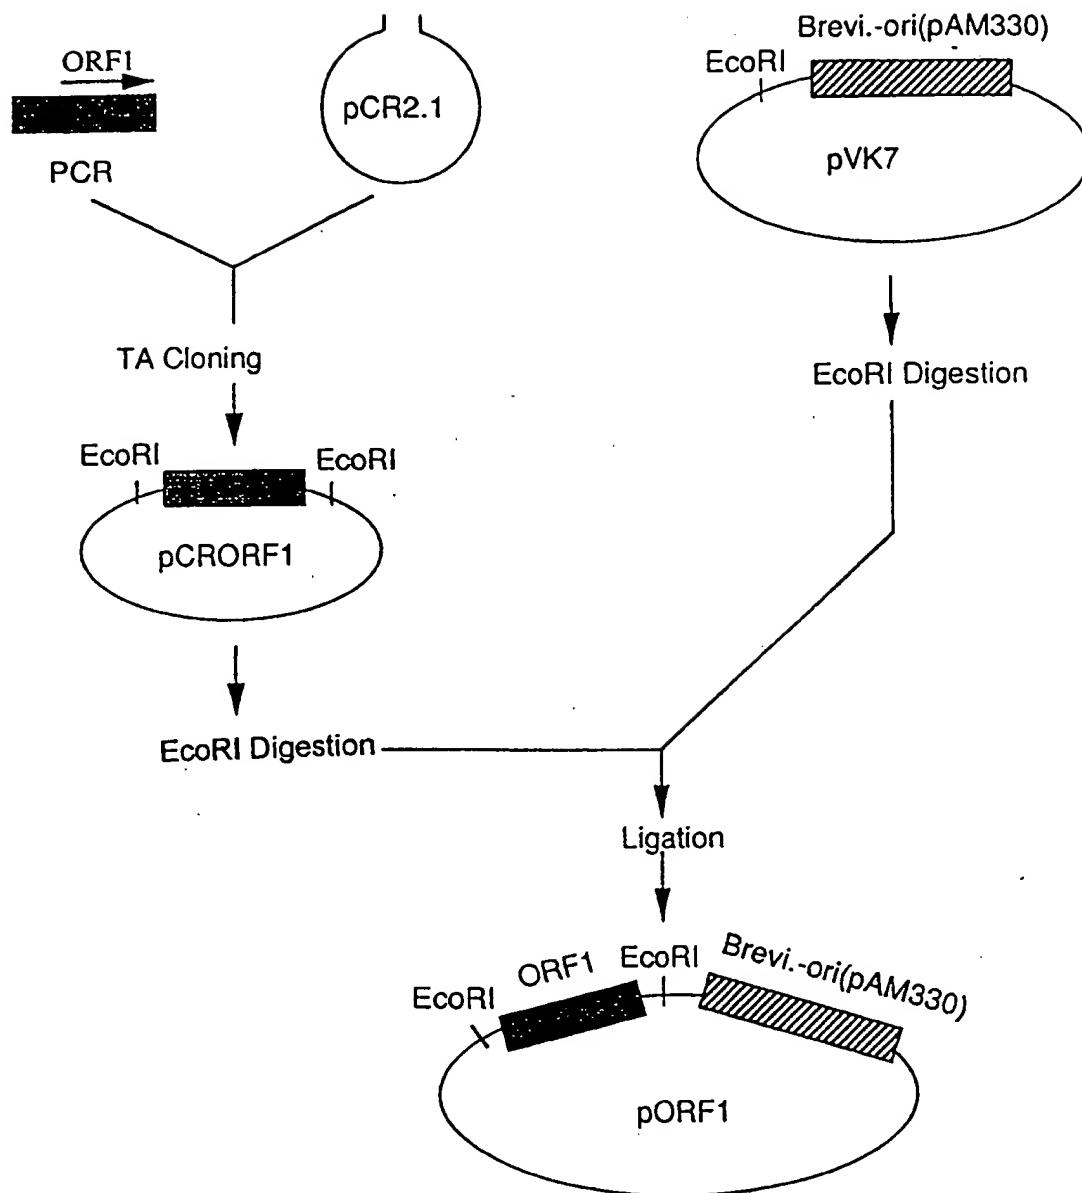 ORF1
PCR
pCR2.1
Brevi.-ori(pAM330)
EcoRI
pVK7
TA Cloning
EcoRI Digestion
EcoRI
EcoRI
pCRORF1
EcoRI Digestion
Ligation
EcoRI
ORF1
EcoRI
Brevi.-ori(pAM330)
pORF1